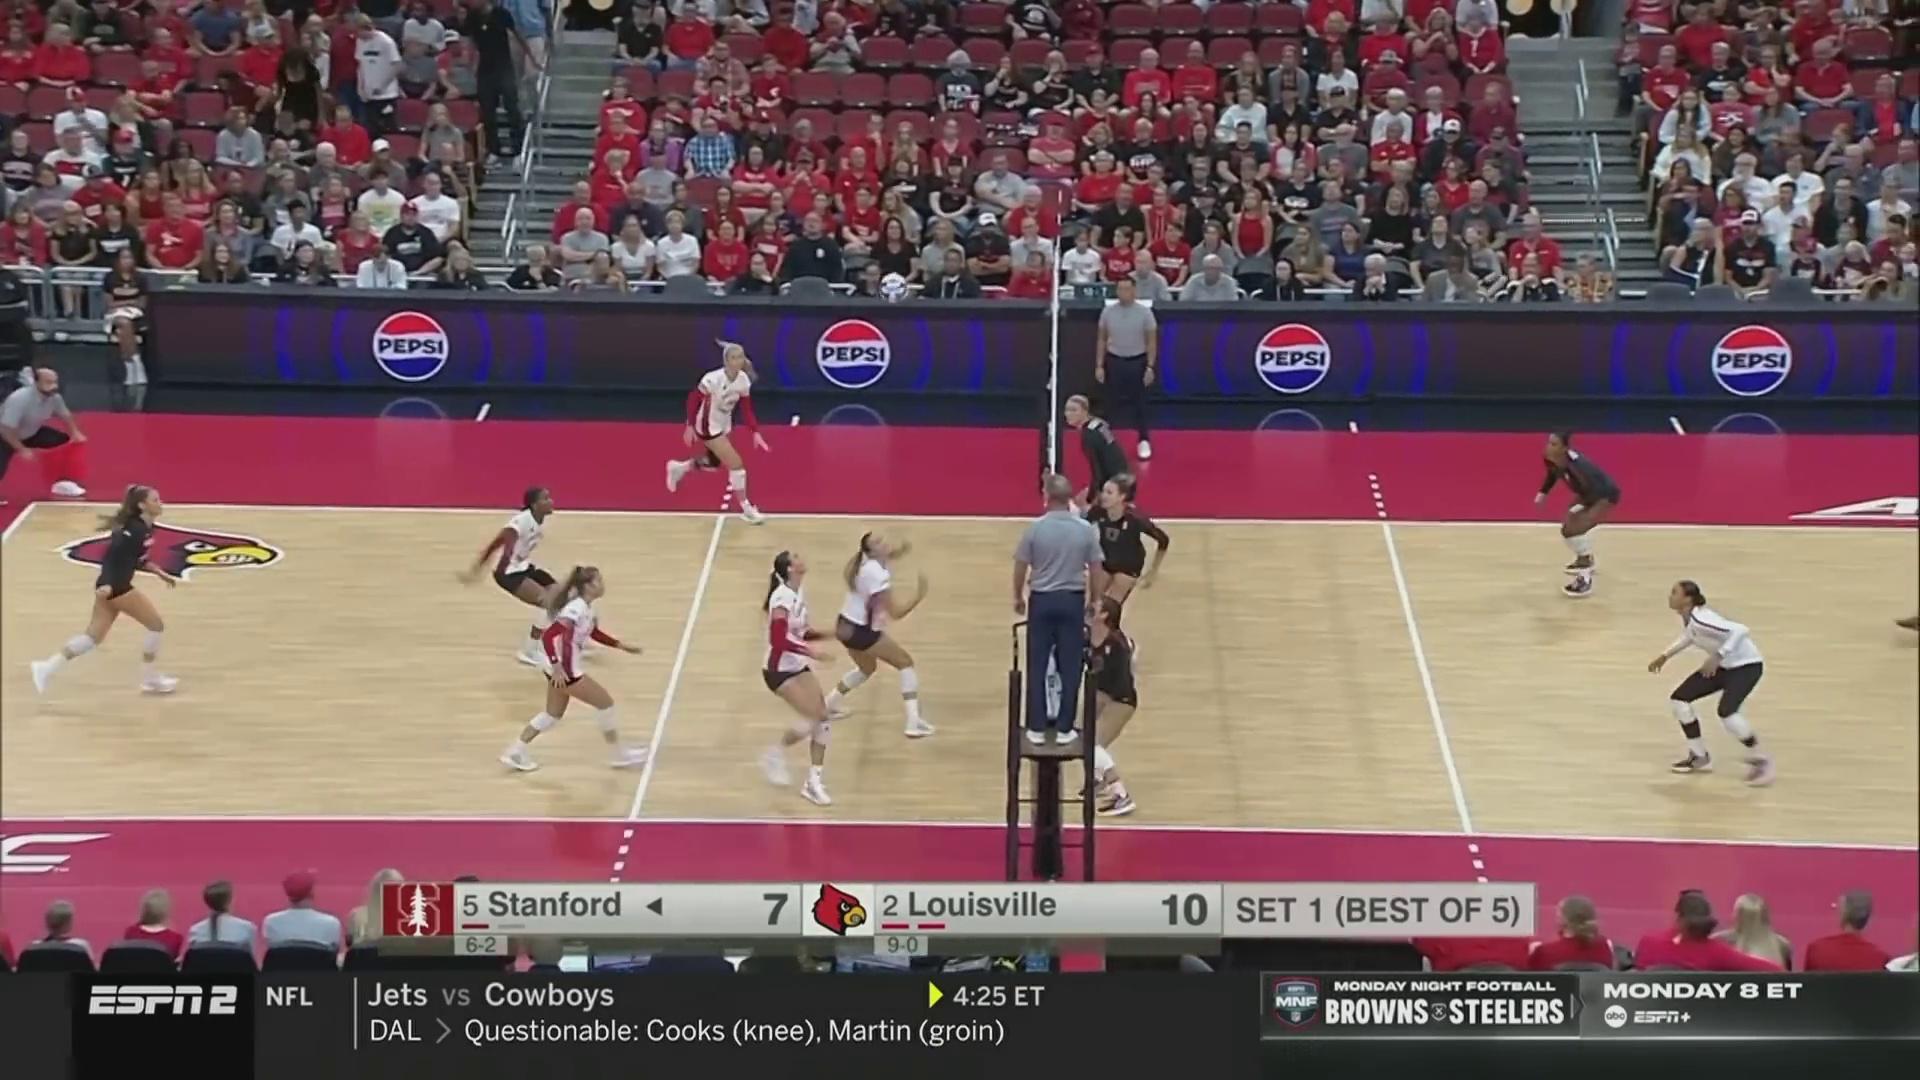 PEPSI PEPSI PEPSI PEPSI
5 Stanford 7 2 Louisville 10 SET 1 (BEST OF 5)
6-2 9-0
ESPN2 NFL Jets vs Cowboys 4:25 ET
DAL > Questionable: Cooks (knee), Martin (groin)
MNF MONDAY NIGHT FOOTBALL
BROWNS STEELERS
MONDAY 8 ET
abc ESPN+